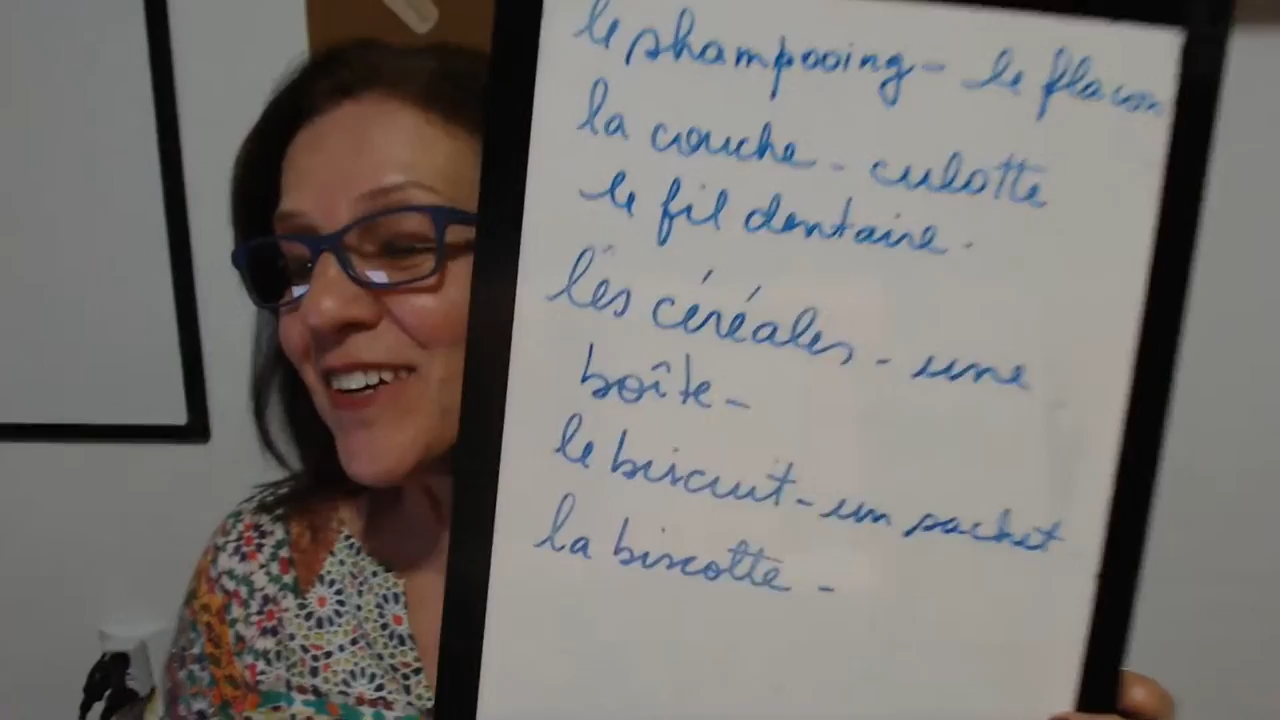 le shampooing - le flacon
la couche - culotte
le fil dentaire.
les céréales - une
boîte -
le biscuit - un sachet
la biscotte -